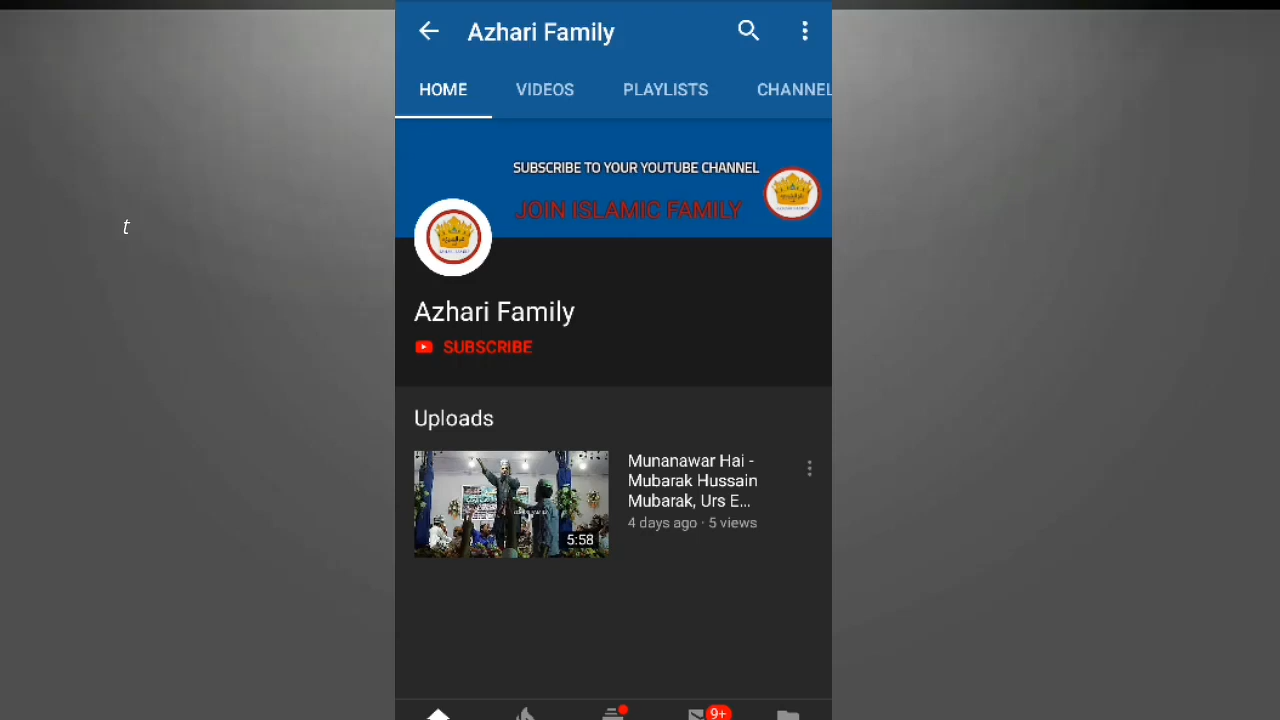 Azhari Family
HOME VIDEOS PLAYLISTS CHANNEL
SUBSCRIBE TO YOUR YOUTUBE CHANNEL
JOIN ISLAMIC FAMILY
t
Azhari Family
SUBSCRIBE
Uploads
Munanawar Hai -
Mubarak Hussain
Mubarak, Urs E...
4 days ago · 5 views
5:58
9+